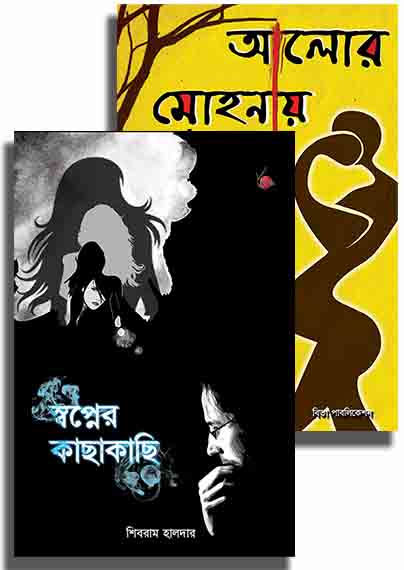 আলোর
মোহনায়
বিভা পাবলিকেশন
স্বপ্নের
কাছাকাছি
শিবরাম হালদার